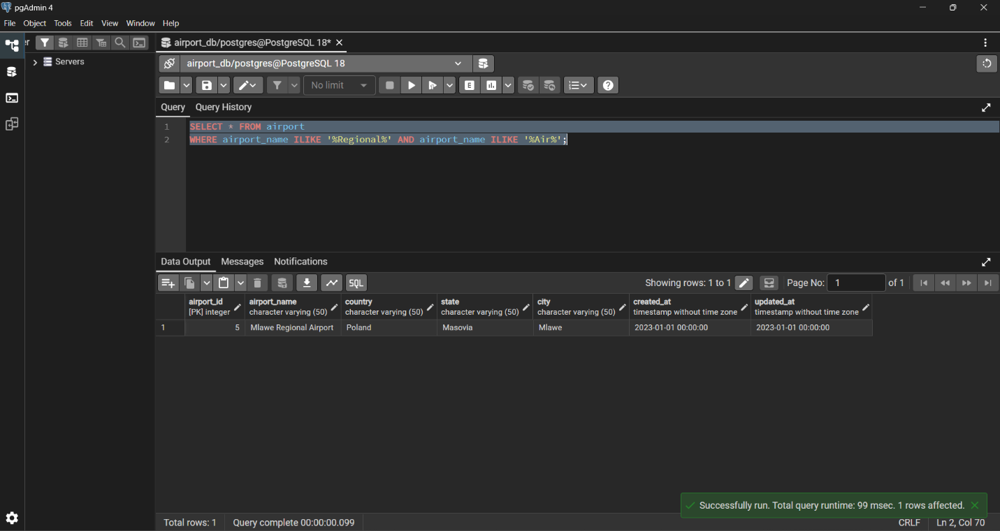 pgAdmin 4
File Object Tools Edit View Window Help
er
airport_db/postgres@PostgreSQL 18*
Servers
airport_db/postgres@PostgreSQL 18
No limit
E
Query Query History
1 SELECT * FROM airport
2 WHERE airport_name ILIKE '%Regional%' AND airport_name ILIKE '%Air%';
Data Output Messages Notifications
SQL Showing rows: 1 to 1 Page No: 1 of 1
airport_id airport_name country state city created_at updated_at
[PK] integer character varying (50) character varying (50) character varying (50) character varying (50) timestamp without time zone timestamp without time zone
1 5 Mlawe Regional Airport Poland Masovia Mlawe 2023-01-01 00:00:00 2023-01-01 00:00:00
Successfully run. Total query runtime: 99 msec. 1 rows affected.
Total rows: 1 Query complete 00:00:00.099 CRLF Ln 2, Col 70